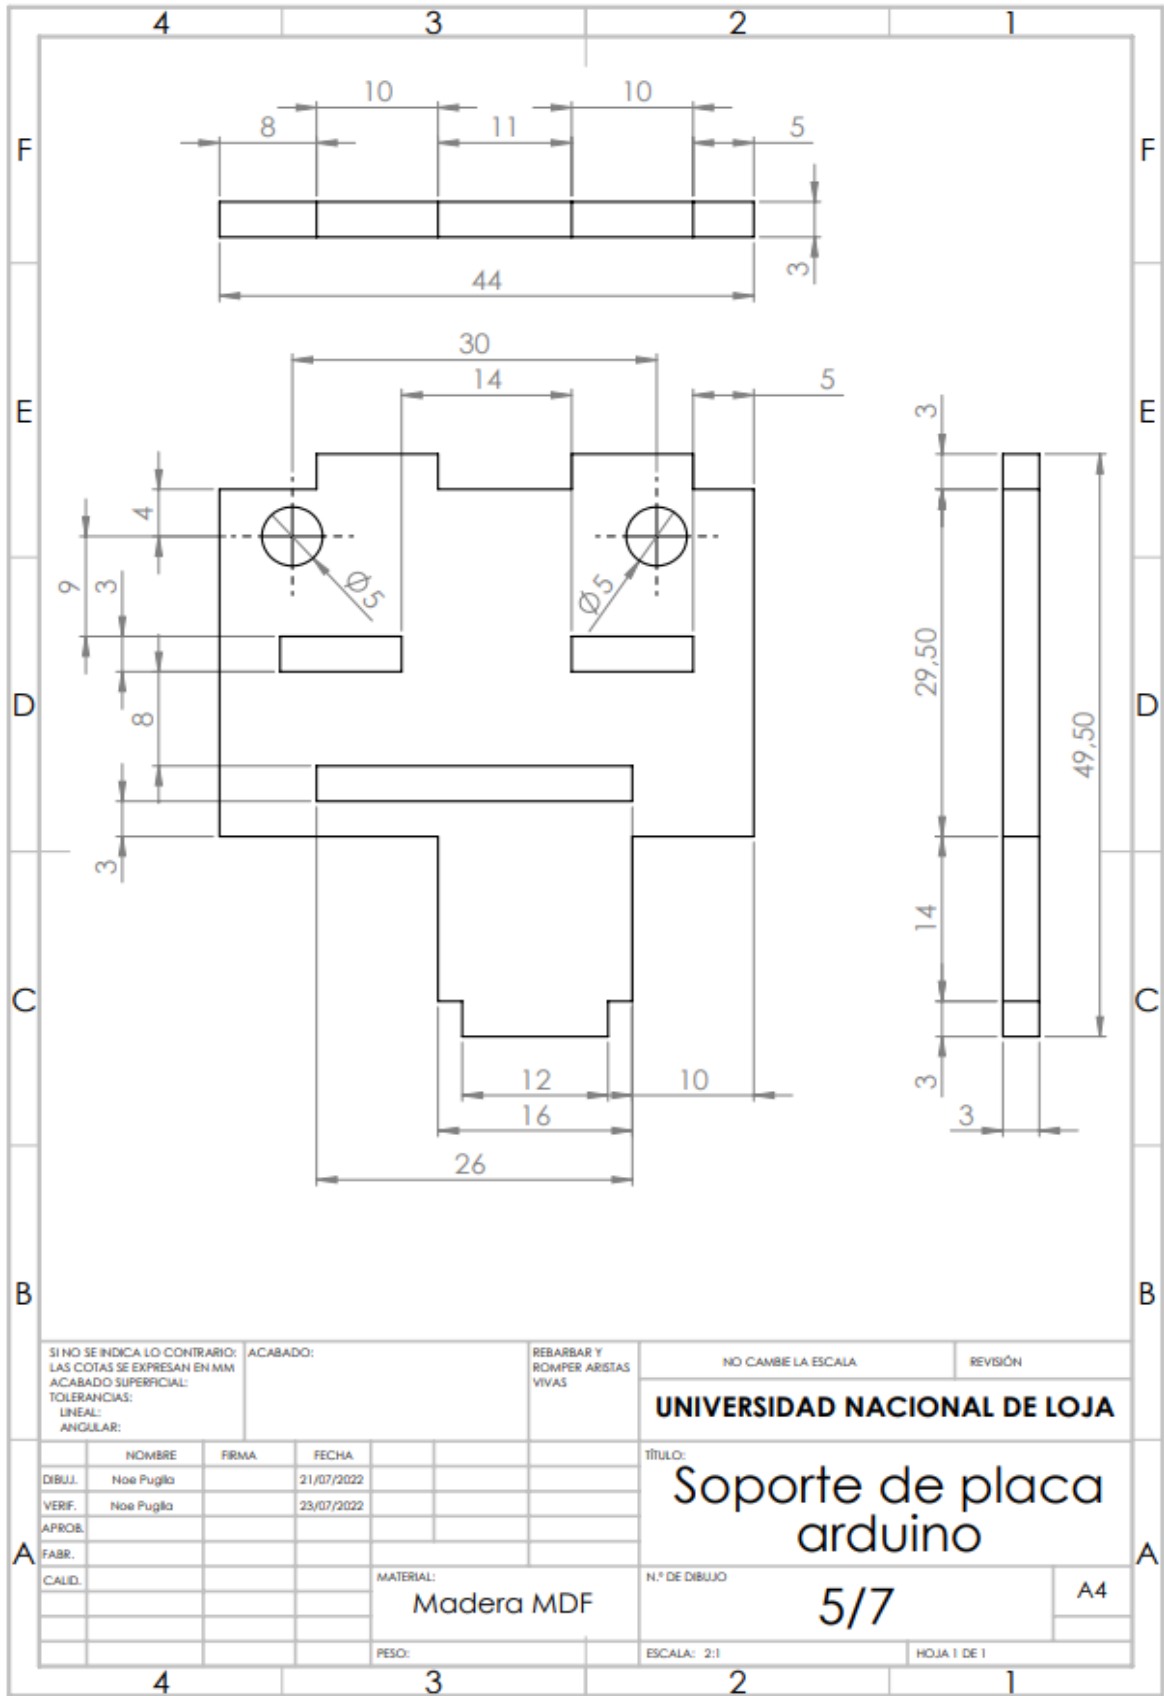 4 3 2 1
10 10
8 11 5
F F
3
44
30
14 5
E 3 E
4
9 3 Ø5 Ø5
29,50
D 8 D
49,50
3
14
C C
12 10 3
16 3
26
B B
SI NO SE INDICA LO CONTRARIO:
LAS COTAS SE EXPRESAN EN MM
ACABADO SUPERFICIAL:
TOLERANCIAS:
LINEAL:
ANGULAR:
ACABADO:
REBARBAR Y
ROMPER ARISTAS
VIVAS
NO CAMBIE LA ESCALA
REVISIÓN
UNIVERSIDAD NACIONAL DE LOJA
NOMBRE FIRMA FECHA
DIBUJ. Noe Puglla 21/07/2022
VERIF. Noe Puglla 23/07/2022
APROB.
FABR.
CALID.
TÍTULO:
Soporte de placa
arduino
A A
MATERIAL:
Madera MDF
N.º DE DIBUJO
5/7
A4
PESO:
ESCALA: 2:1
HOJA 1 DE 1
4 3 2 1